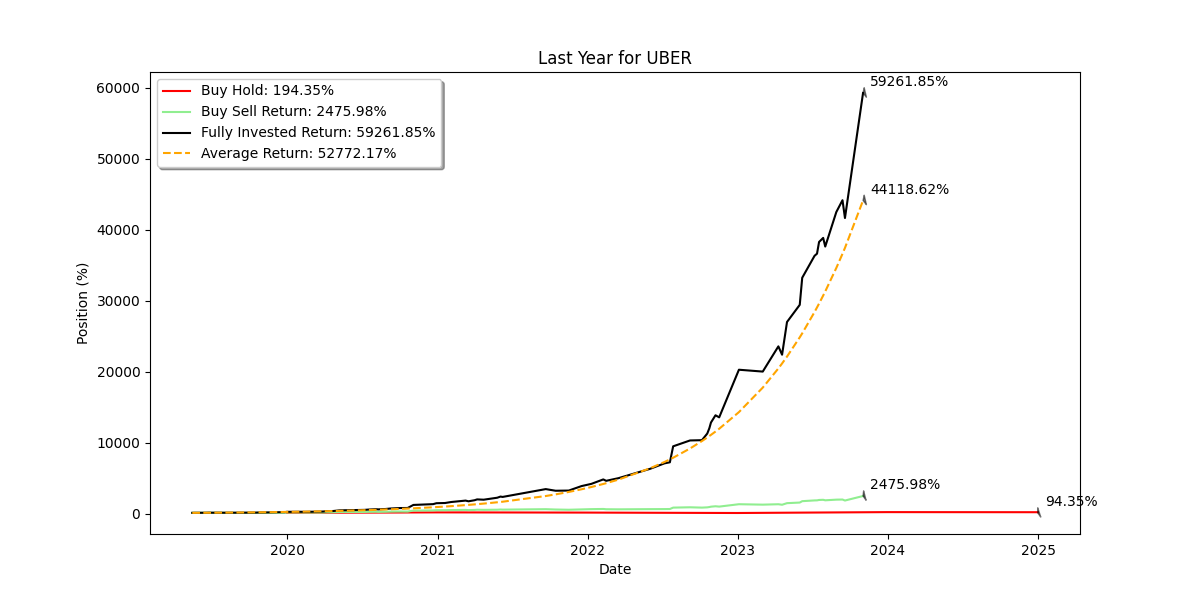 Last Year for UBER
Buy Hold: 194.35%
Buy Sell Return: 2475.98%
Fully Invested Return: 59261.85%
Average Return: 52772.17%
59261.85%
44118.62%
2475.98%
94.35%
Position (%)
60000
50000
40000
30000
20000
10000
0
2020
2021
2022
2023
2024
2025
Date